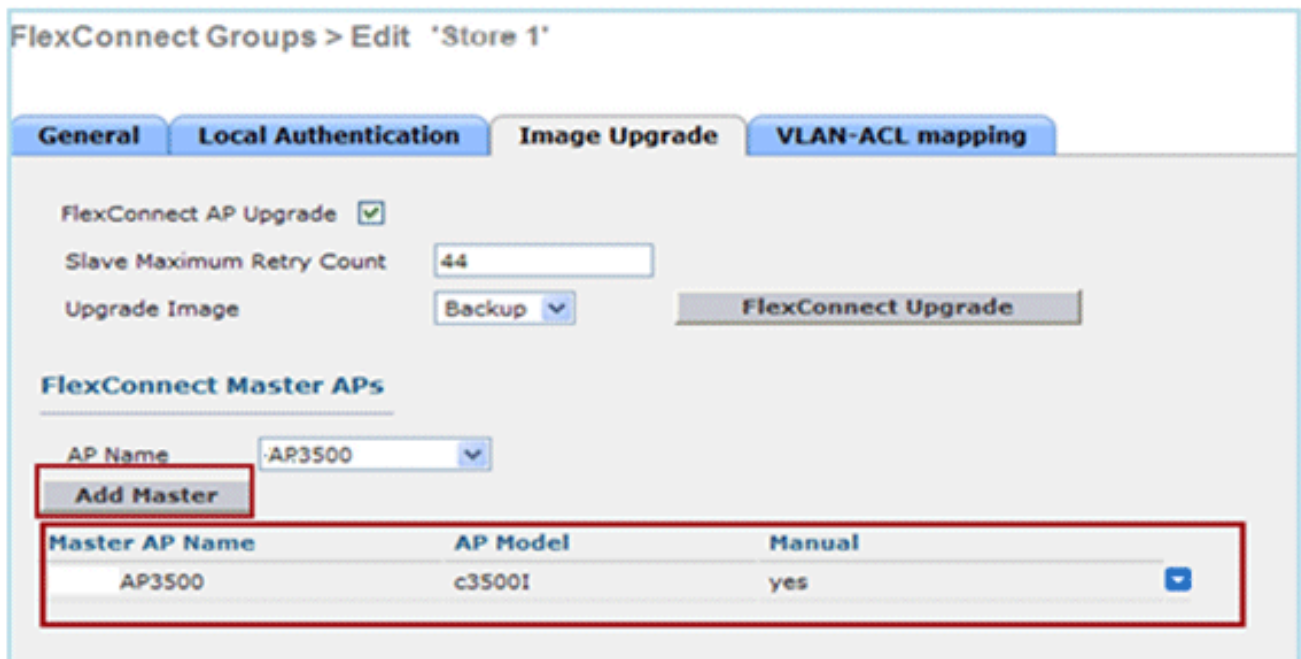 FlexConnect Groups > Edit 'Store 1'
General Local Authentication Image Upgrade VLAN-ACL mapping
FlexConnect AP Upgrade
Slave Maximum Retry Count 44
Upgrade Image Backup FlexConnect Upgrade
FlexConnect Master APs
AP Name AP3500
Add Master
Master AP Name AP Model Manual
AP3500 c3500I yes